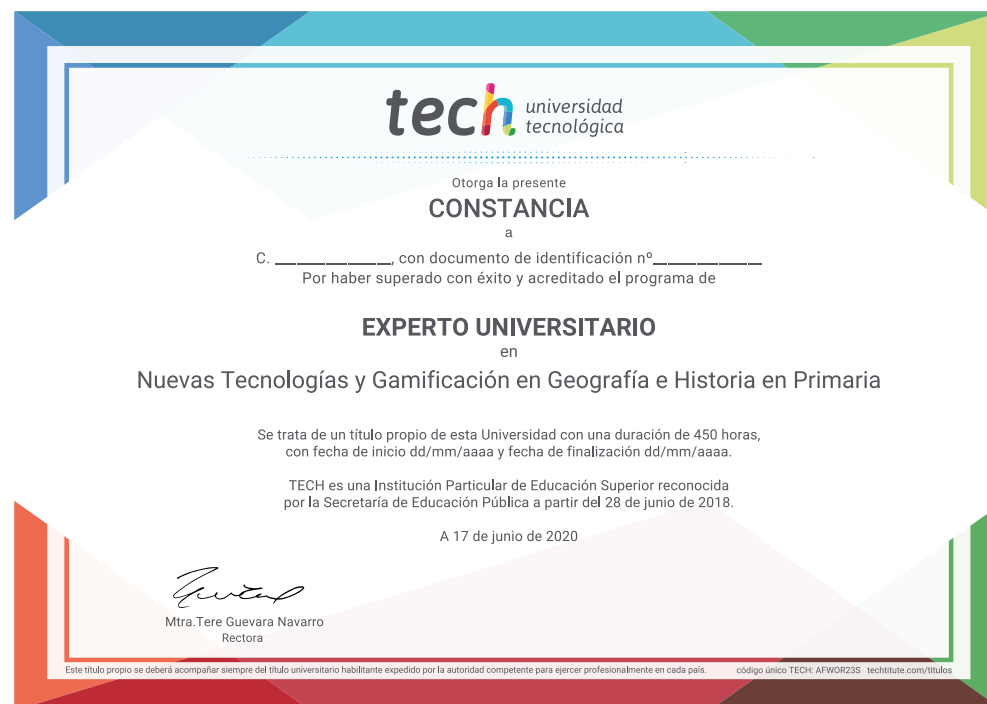 tech universidad
tecnológica
Otorga la presente
CONSTANCIA
a
C. ______________, con documento de identificación nº______________
Por haber superado con éxito y acreditado el programa de
EXPERTO UNIVERSITARIO
en
Nuevas Tecnologías y Gamificación en Geografía e Historia en Primaria
Se trata de un título propio de esta Universidad con una duración de 450 horas,
con fecha de inicio dd/mm/aaaa y fecha de finalización dd/mm/aaaa.
TECH es una Institución Particular de Educación Superior reconocida
por la Secretaría de Educación Pública a partir del 28 de junio de 2018.
A 17 de junio de 2020
Mtra.Tere Guevara Navarro
Rectora
Este título propio se deberá acompañar siempre del título universitario habilitante expedido por la autoridad competente para ejercer profesionalmente en cada país. código único TECH: AFWOR23S techtitute.com/titulos